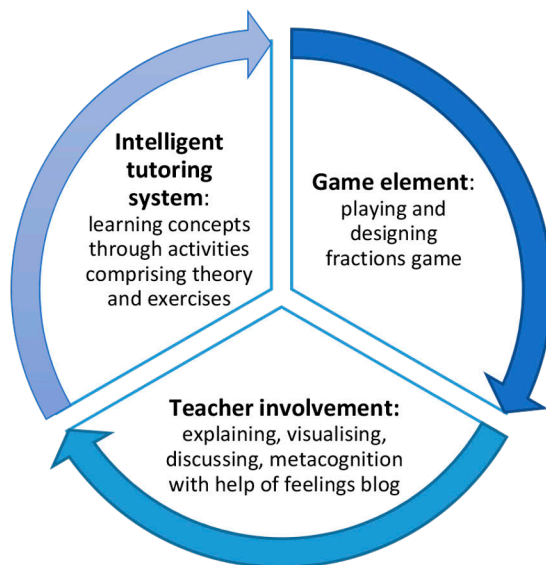 Intelligent
tutoring
system:
learning concepts
through activities
comprising theory
and exercises
Game element:
playing and
designing
fractions game
Teacher involvement:
explaining, visualising,
discussing, metacognition
with help of feelings blog